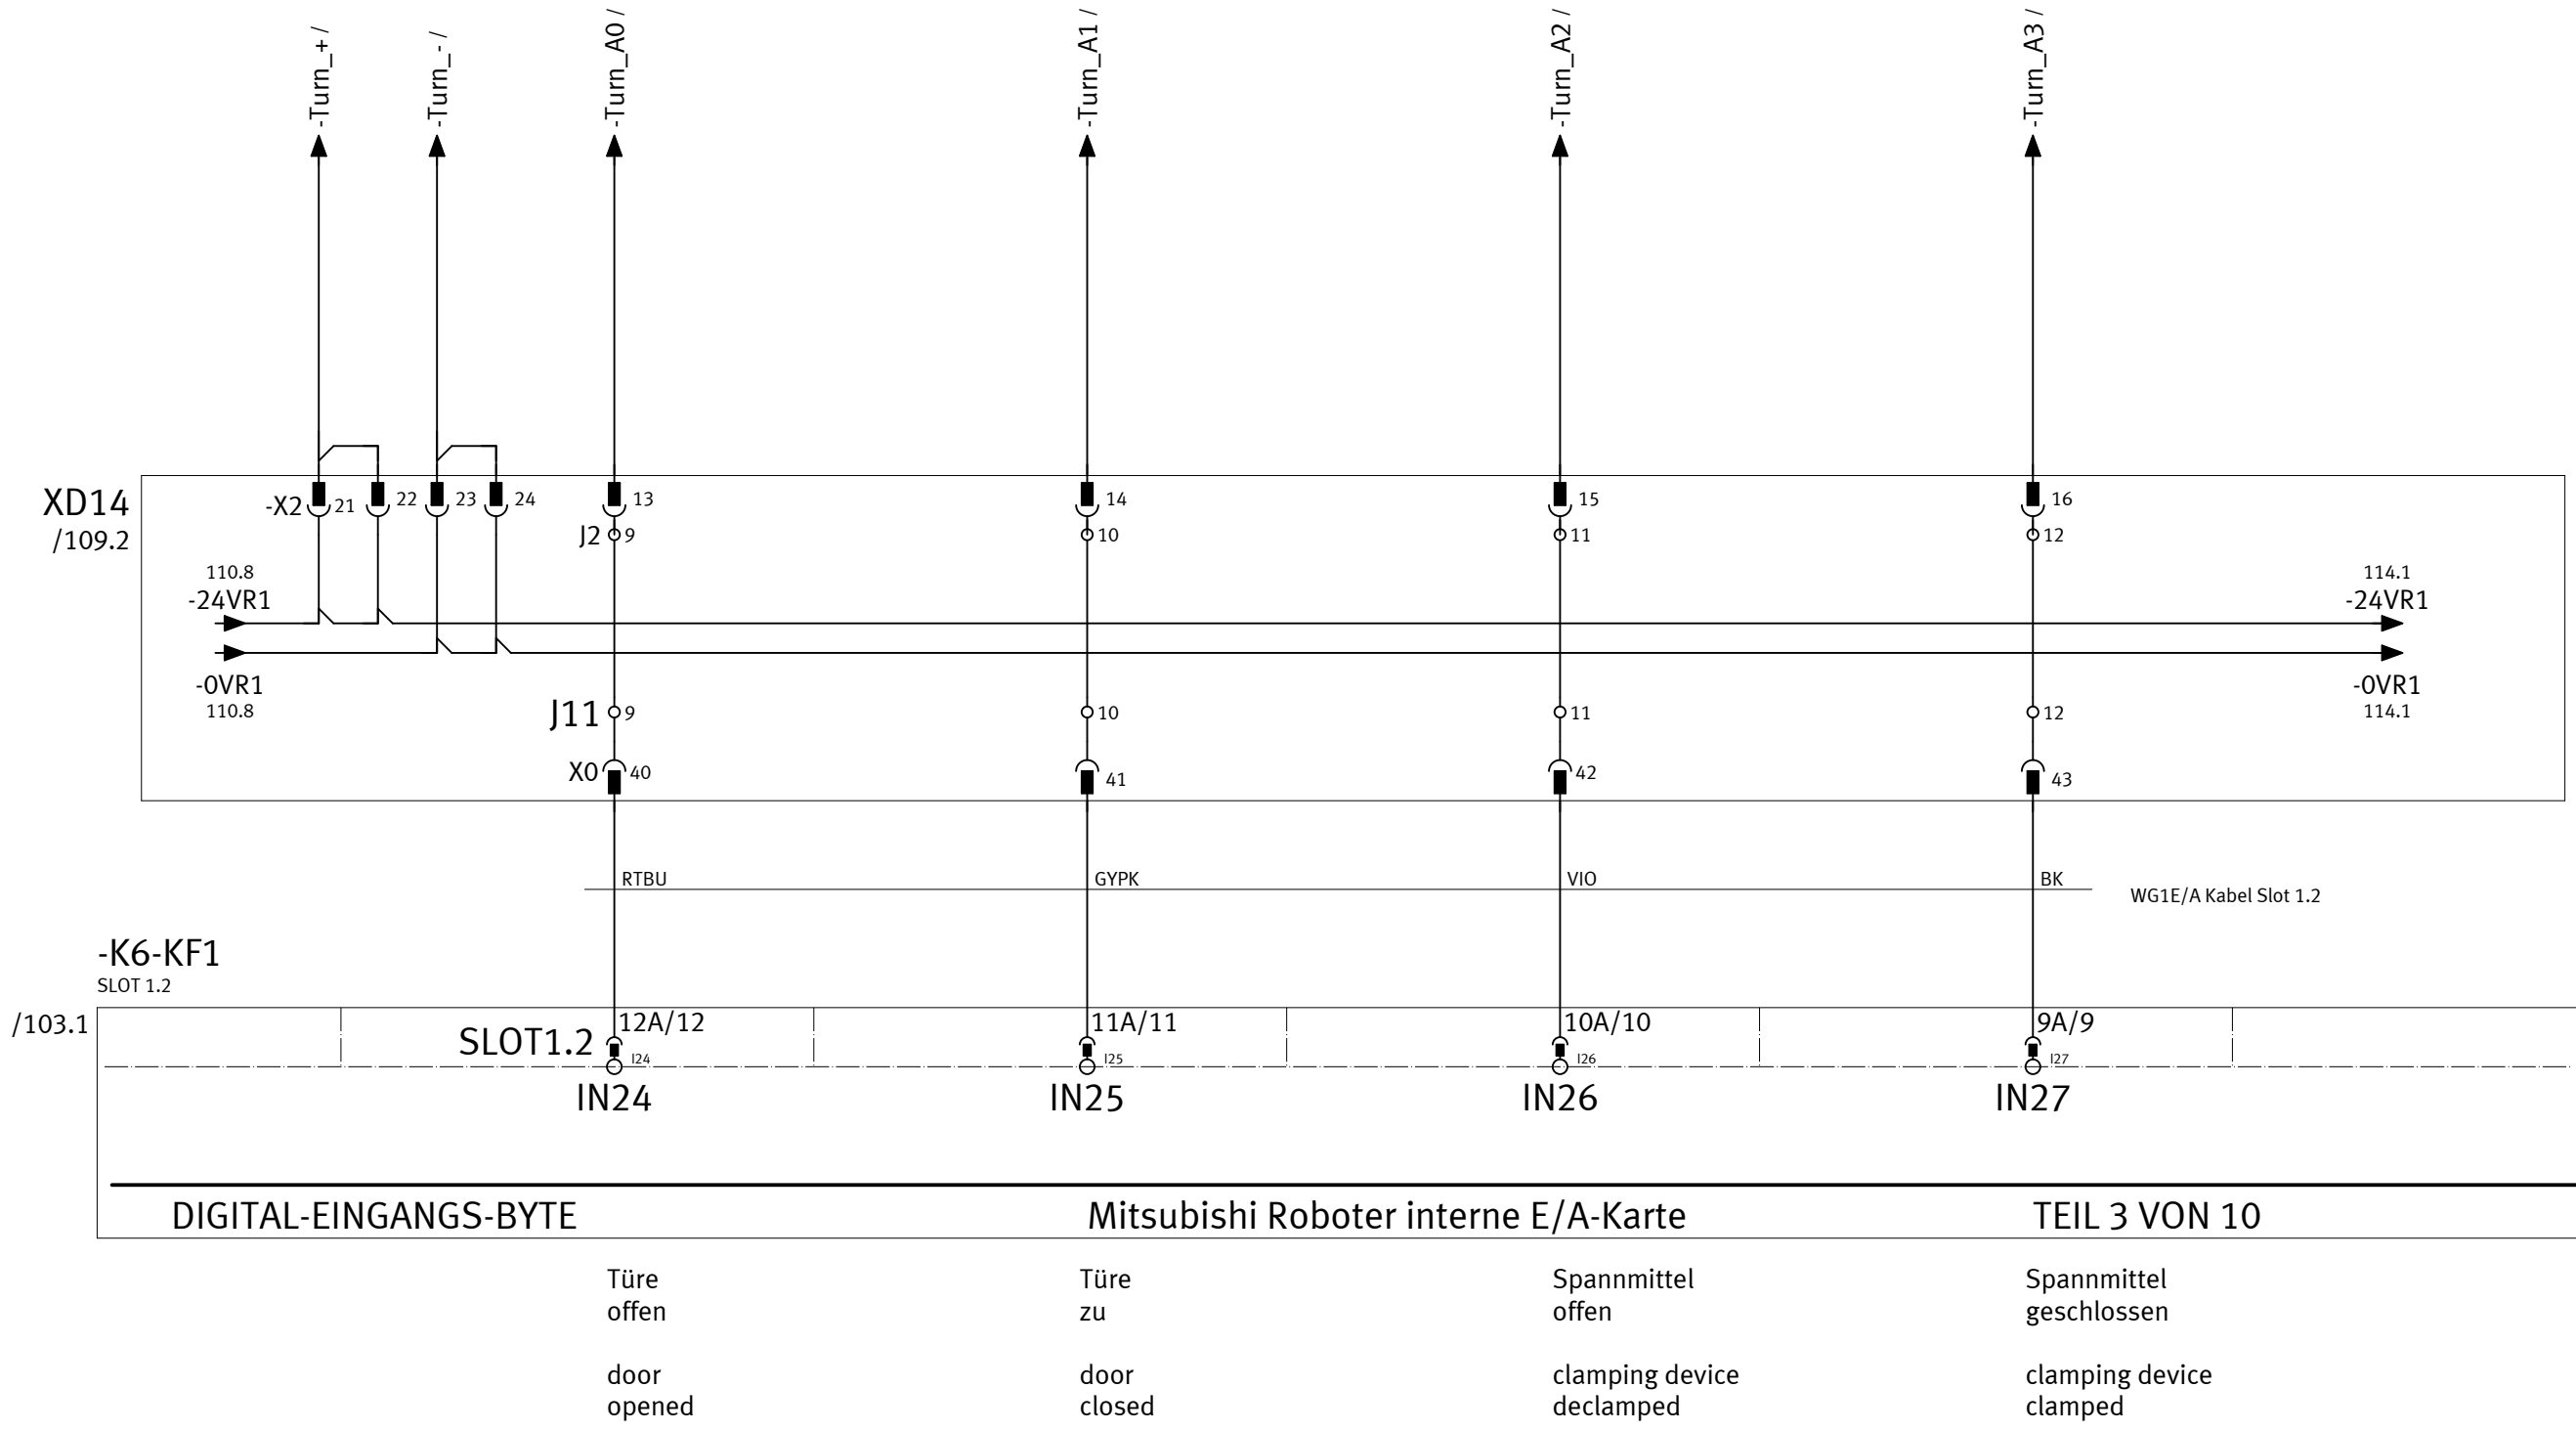 -Turn_+ /
-Turn_- /
-Turn_A0 /
-Turn_A1 /
-Turn_A2 /
-Turn_A3 /
XD14
/109.2
-X2 21 22 23 24 13 14 15 16
J2 9 10 11 12
110.8
-24VR1
114.1
-24VR1
-0VR1
110.8
-0VR1
114.1
J11 9 10 11 12
X0 40 41 42 43
RTBU GYPK VIO BK
WG1E/A Kabel Slot 1.2
-K6-KF1
SLOT 1.2
/103.1
12A/12 11A/11 10A/10 9A/9
SLOT1.2
I24 I25 I26 I27
IN24 IN25 IN26 IN27
DIGITAL-EINGANGS-BYTE Mitsubishi Roboter interne E/A-Karte TEIL 3 VON 10
Türe
offen
door
opened
Türe
zu
door
closed
Spannmittel
offen
clamping device
declamped
Spannmittel
geschlossen
clamping device
clamped